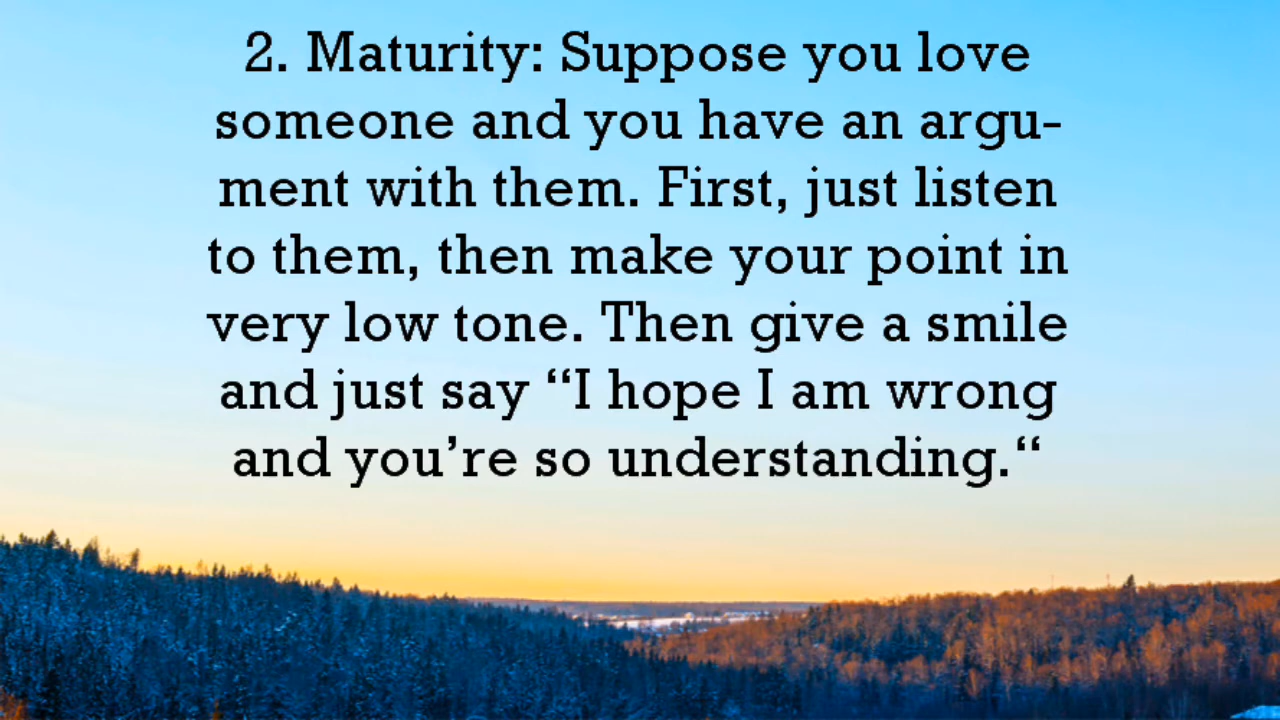 2. Maturity: Suppose you love
someone and you have an argu-
ment with them. First, just listen
to them, then make your point in
very low tone. Then give a smile
and just say “I hope I am wrong
and you’re so understanding.“